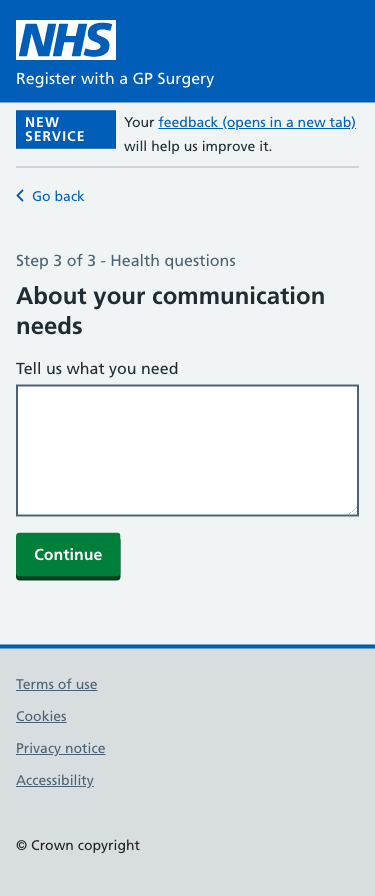 NHS
Register with a GP Surgery
NEW
SERVICE
Your feedback (opens in a new tab)
will help us improve it.
Go back
Step 3 of 3 - Health questions
About your communication
needs
Tell us what you need
Continue
Terms of use
Cookies
Privacy notice
Accessibility
© Crown copyright